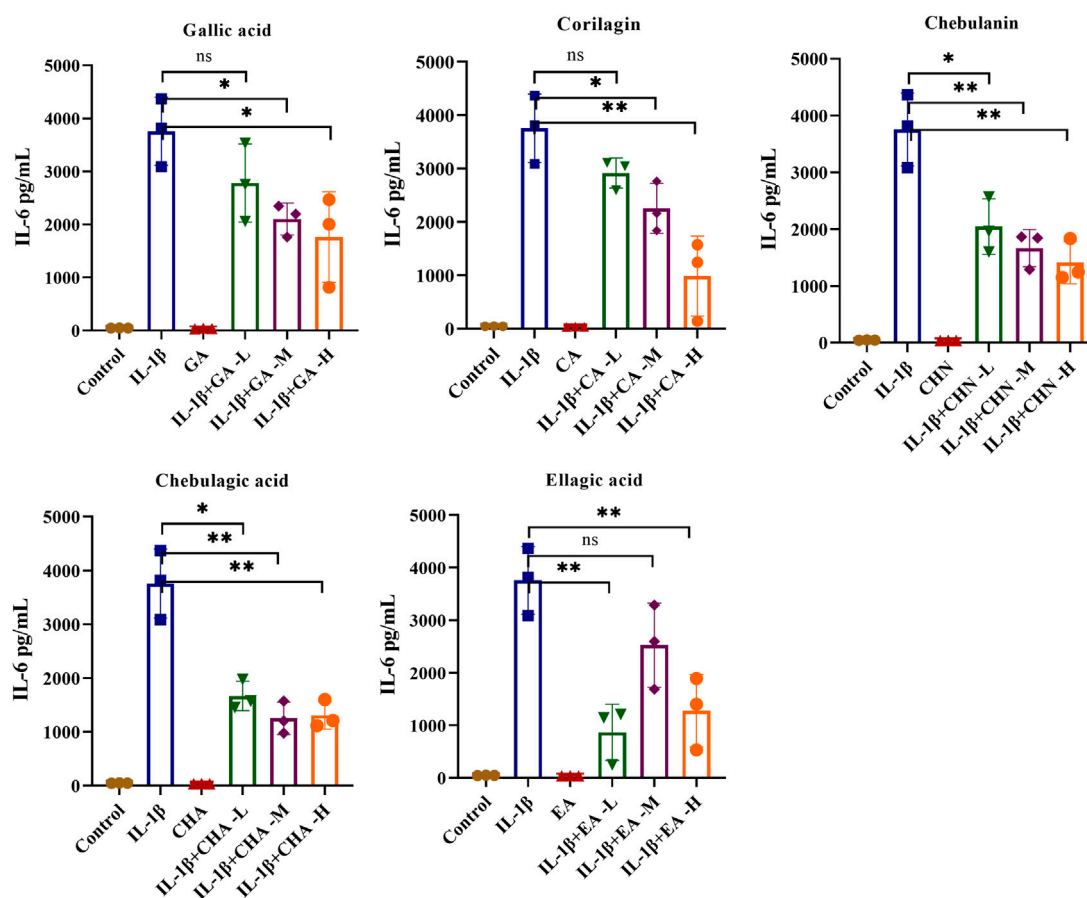 Gallic acid
ns
*
*
IL-6 pg/mL
5000
4000
3000
2000
1000
0
Control
IL-1β
GA
IL-1β+GA -L
IL-1β+GA -M
IL-1β+GA -H
Corilagin
ns
*
**
IL-6 pg/mL
5000
4000
3000
2000
1000
0
Control
IL-1β
CA
IL-1β+CA -L
IL-1β+CA -M
IL-1β+CA -H
Chebulanin
*
**
**
IL-6 pg/mL
5000
4000
3000
2000
1000
0
Control
IL-1β
CHN
IL-1β+CHN -L
IL-1β+CHN -M
IL-1β+CHN -H
Chebulagic acid
*
**
**
IL-6 pg/mL
5000
4000
3000
2000
1000
0
Control
IL-1β
CHA
IL-1β+CHA -L
IL-1β+CHA -M
IL-1β+CHA -H
Ellagic acid
**
ns
**
IL-6 pg/mL
5000
4000
3000
2000
1000
0
Control
IL-1β
EA
IL-1β+EA -L
IL-1β+EA -M
IL-1β+EA -H